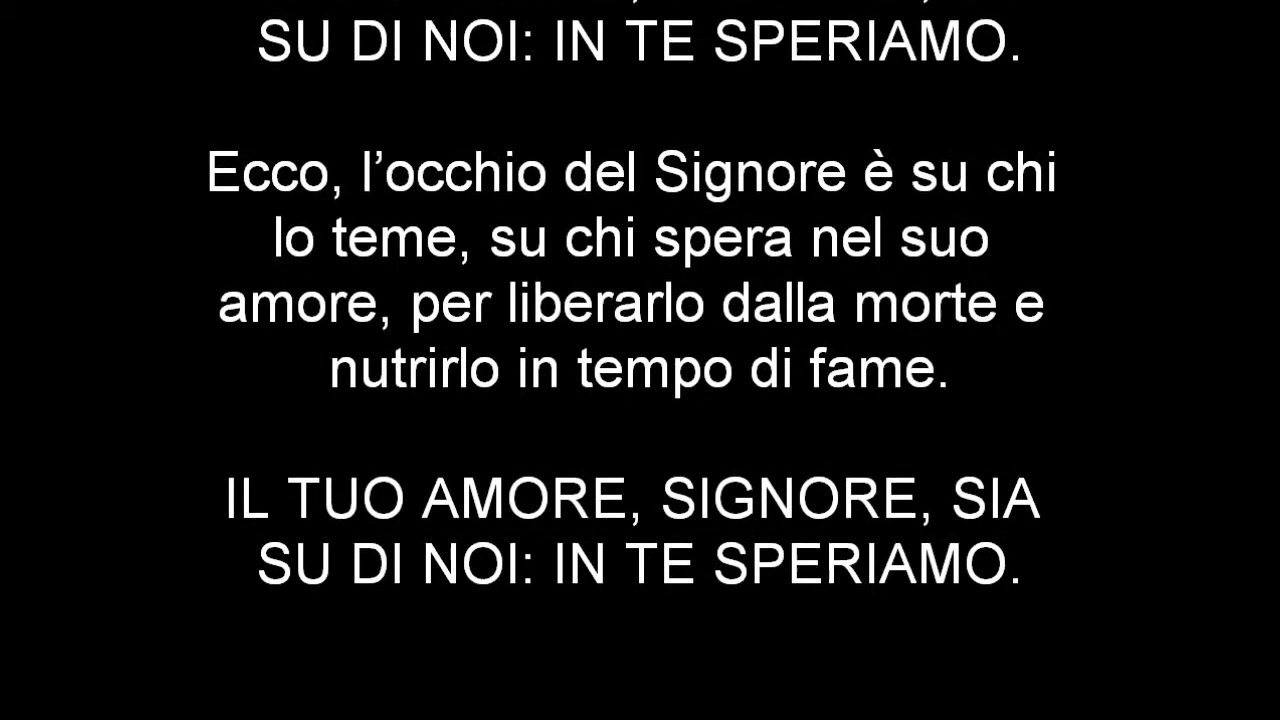 SU DI NOI: IN TE SPERIAMO.
Ecco, l’occhio del Signore è su chi
lo teme, su chi spera nel suo
amore, per liberarlo dalla morte e
nutrirlo in tempo di fame.
IL TUO AMORE, SIGNORE, SIA
SU DI NOI: IN TE SPERIAMO.